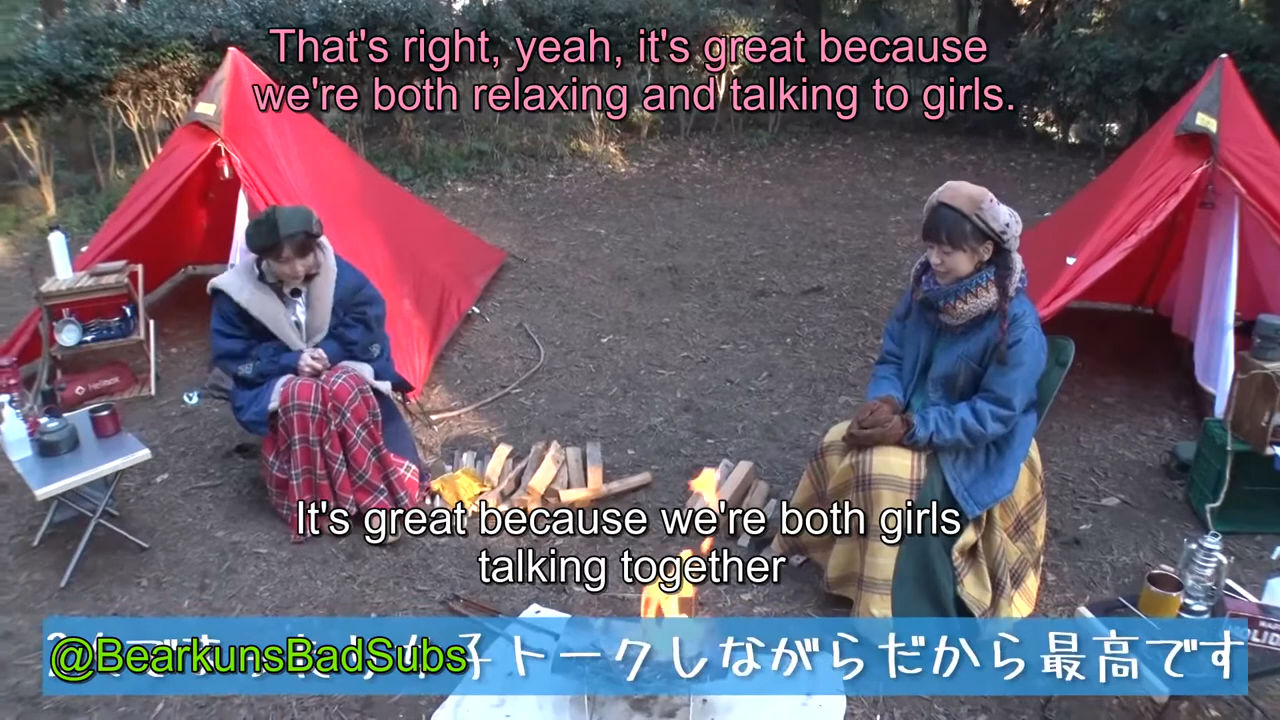 That's right, yeah, it's great because
we're both relaxing and talking to girls.
It's great because we're both girls
talking together
@BearkunsBadSubs
トークしながらだから最高です